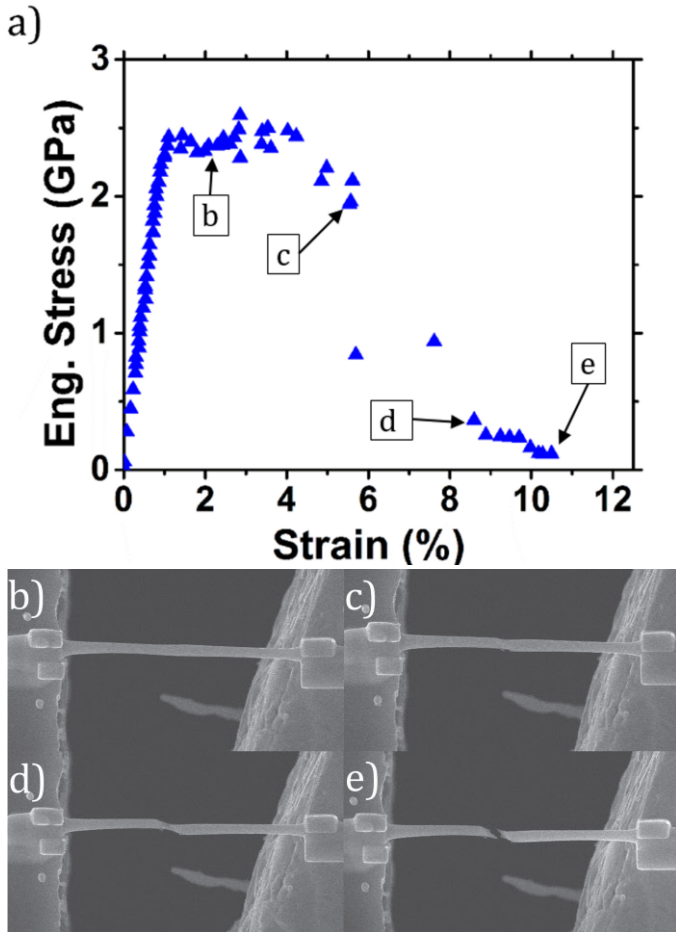 a)
Eng. Stress (GPa)
3
2
1
0
b
c
d
e
0 2 4 6 8 10 12
Strain (%)
b) c)
d) e)